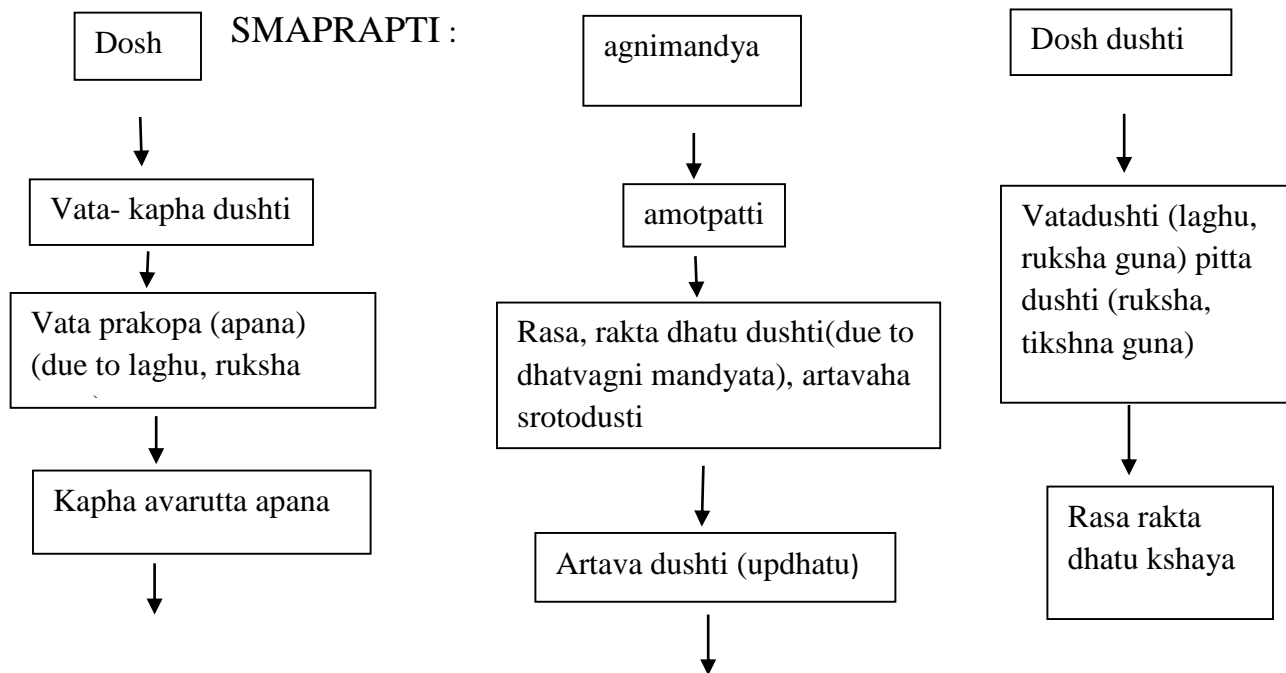 SMAPRAPTI :
Dosh
Vata- kapha dushti
Vata prakopa (apana)
(due to laghu, ruksha
Kapha avarutta apana
agnimandya
amotpatti
Rasa, rakta dhatu dushti(due to
dhatvagni mandyata), artavaha
srotodusti
Artava dushti (updhatu)
Dosh dushti
Vatadushti (laghu,
ruksha guna) pitta
dushti (ruksha,
tikshna guna)
Rasa rakta
dhatu kshaya